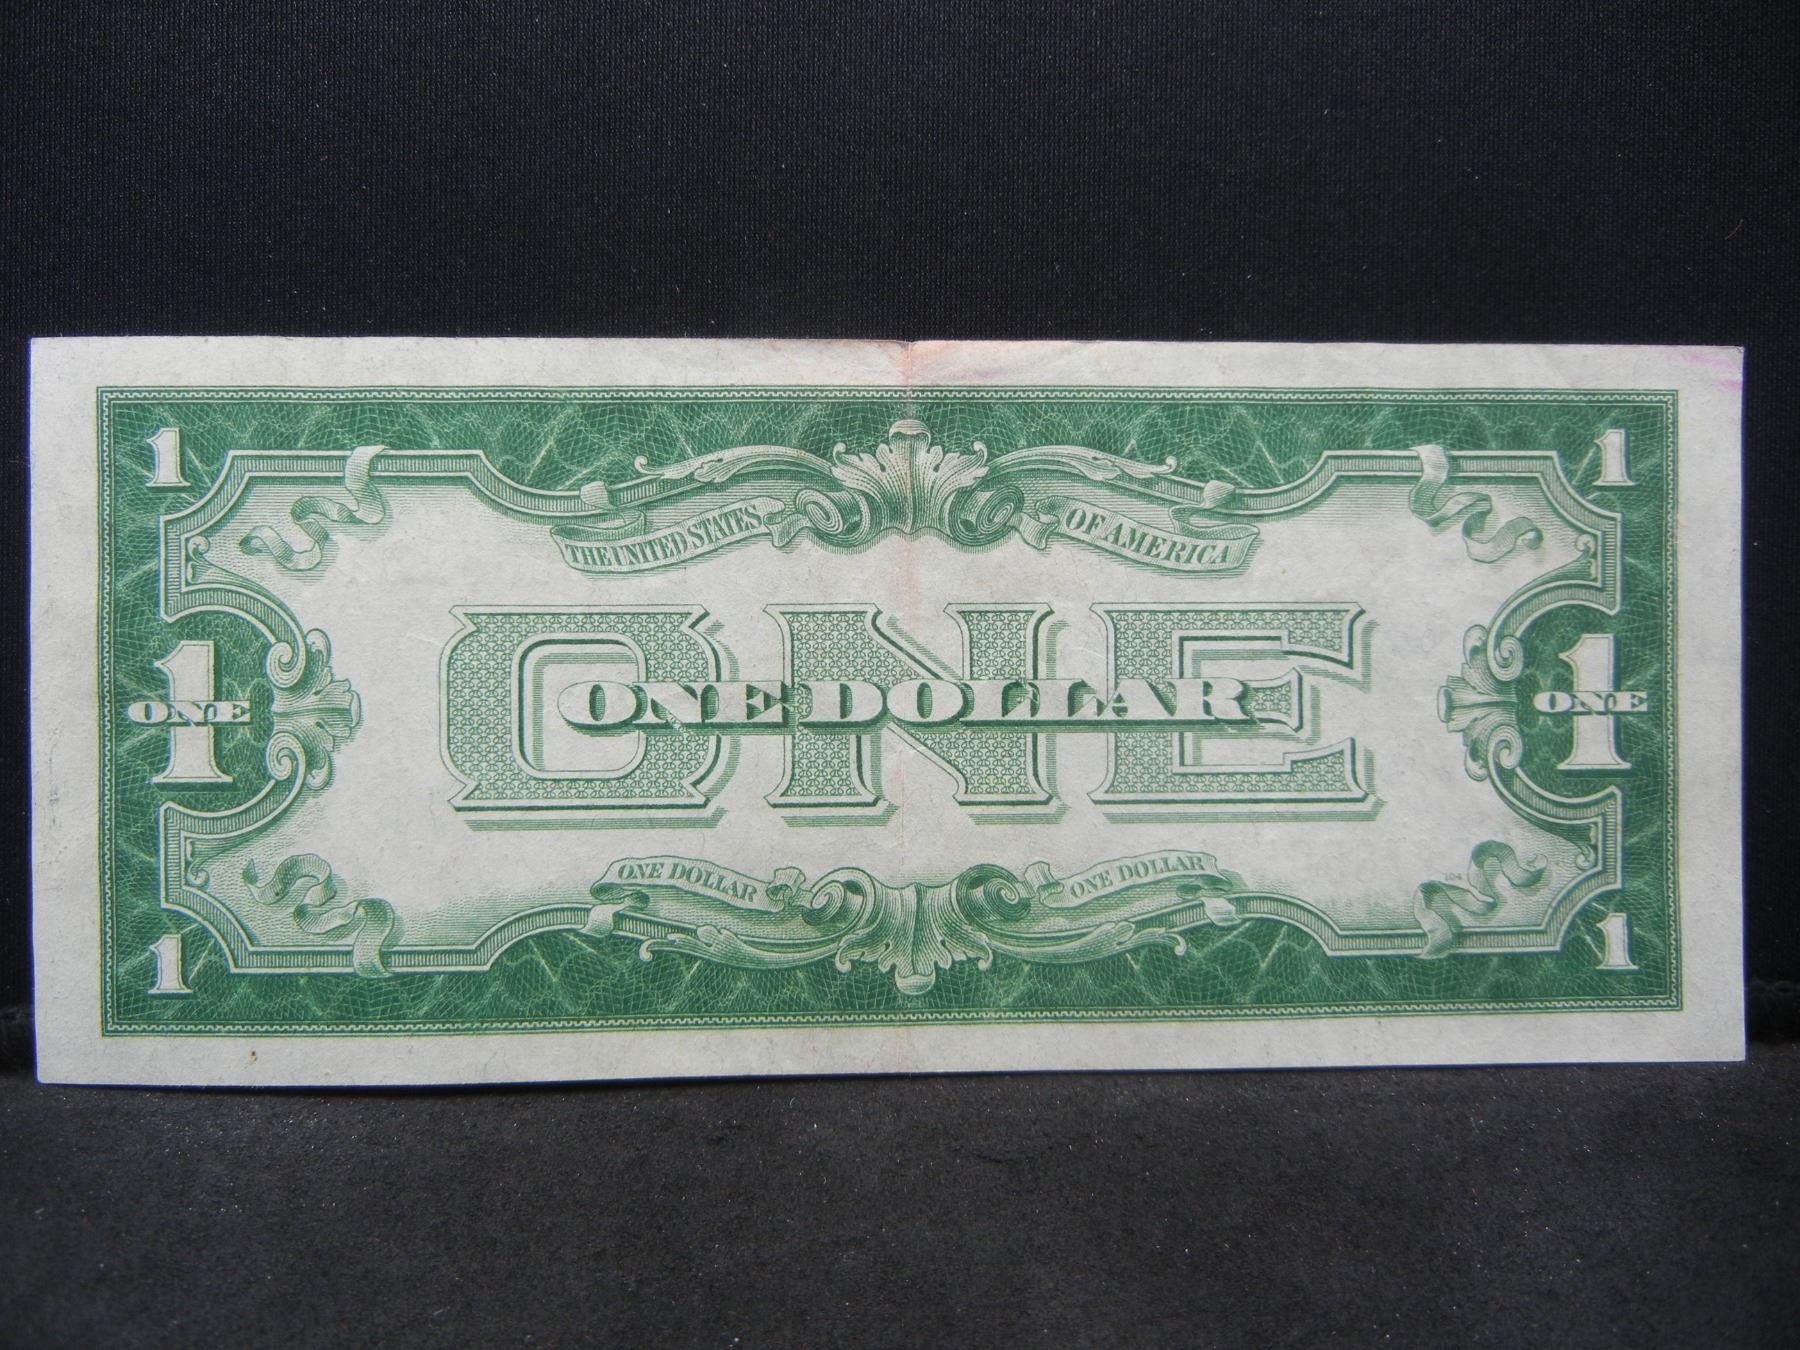 1 1
THE UNITED STATES OF AMERICA
ONE
1 ONE ONE DOLLAR 1 ONE
ONE DOLLAR ONE DOLLAR
104
1 1